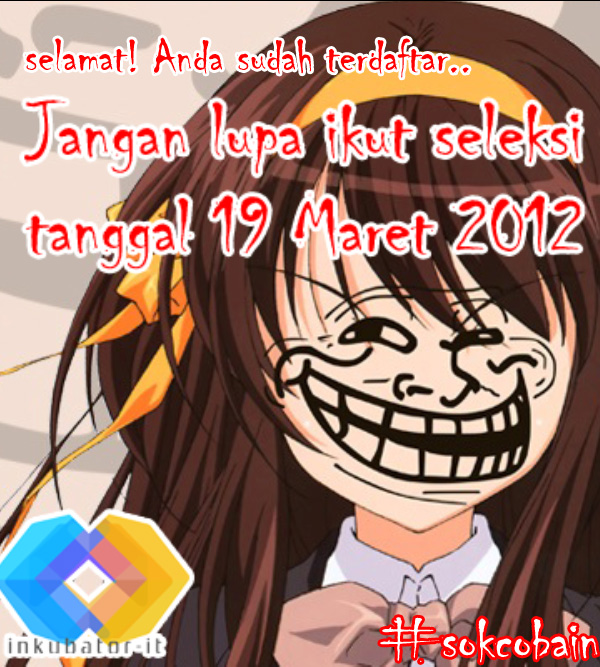 selamat! Anda sudah terdaftar..
Jangan lupa ikut seleksi
tanggal 19 Maret 2012
inkubator-it
#sokcobain